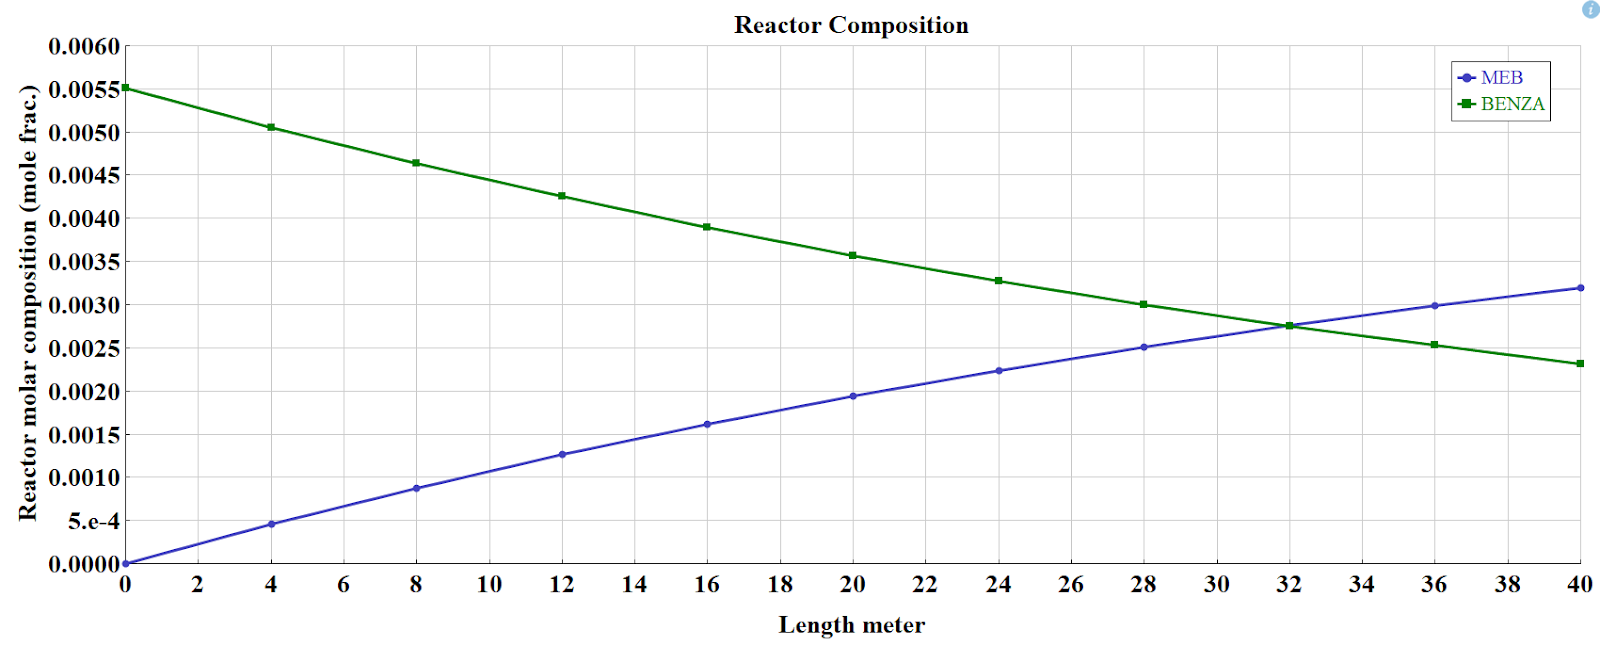 Reactor Composition
i
0.0060
0.0055
0.0050
0.0045
0.0040
0.0035
0.0030
0.0025
0.0020
0.0015
0.0010
5.e-4
0.0000
Reactor molar composition (mole frac.)
MEB
BENZA
0 2 4 6 8 10 12 14 16 18 20 22 24 26 28 30 32 34 36 38 40
Length meter